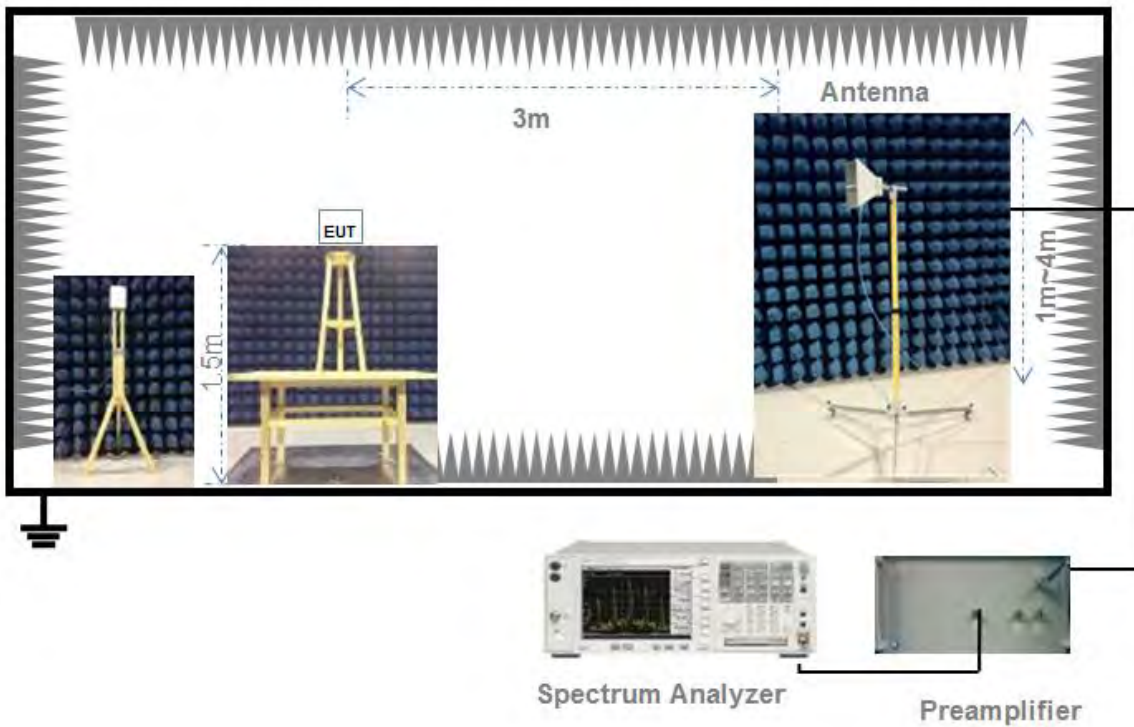 Antenna
3m
EUT
1.5m
1m~4m
Spectrum Analyzer
Preamplifier